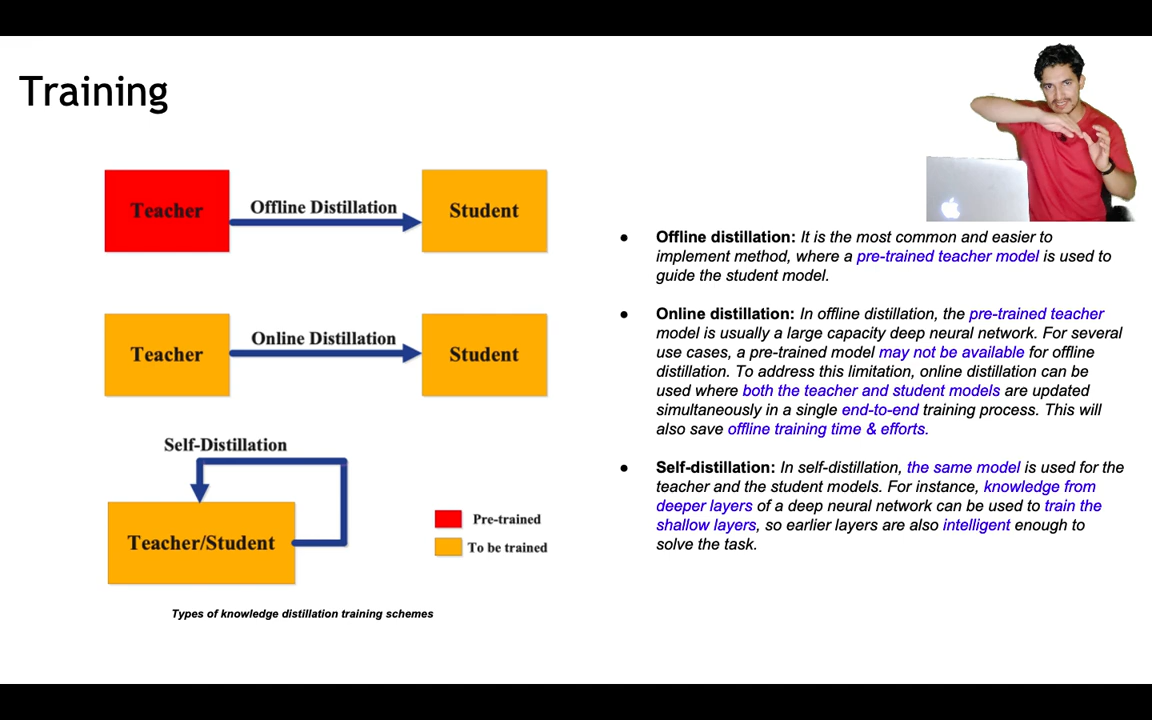 Training
Teacher
Offline Distillation
Student
Teacher
Online Distillation
Student
Self-Distillation
Teacher/Student
Pre-trained
To be trained
Types of knowledge distillation training schemes
● Offline distillation: It is the most common and easier to
implement method, where a pre-trained teacher model is used to
guide the student model.
● Online distillation: In offline distillation, the pre-trained teacher
model is usually a large capacity deep neural network. For several
use cases, a pre-trained model may not be available for offline
distillation. To address this limitation, online distillation can be
used where both the teacher and student models are updated
simultaneously in a single end-to-end training process. This will
also save offline training time & efforts.
● Self-distillation: In self-distillation, the same model is used for the
teacher and the student models. For instance, knowledge from
deeper layers of a deep neural network can be used to train the
shallow layers, so earlier layers are also intelligent enough to
solve the task.